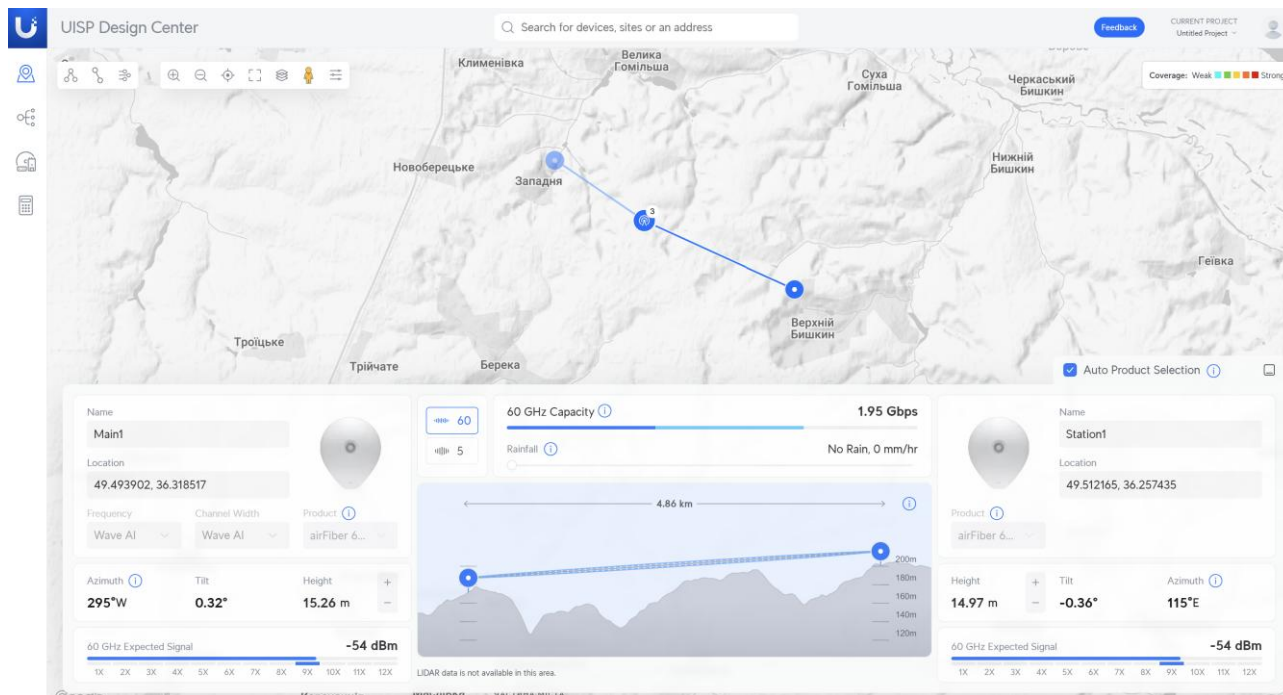 UISP Design Center
Search for devices, sites or an address
Feedback
CURRENT PROJECT
Untitled Project
Клименівка
Велика
Гомільша
Суха
Гомільша
Черкаський
Бишкин
Coverage: Weak Strong
Новоберецьке
Западня
Нижній
Бишкин
3
Геївка
Верхній
Бишкин
Троїцьке
Трійчате
Берека
Auto Product Selection
Name
Main1
Location
49.493902, 36.318517
Frequency
Channel Width
Product
Wave AI
Wave AI
airFiber 6...
Azimuth
Tilt
Height
295°W
0.32°
15.26 m
60 GHz Expected Signal
-54 dBm
1X 2X 3X 4X 5X 6X 7X 8X 9X 10X 11X 12X
60
5
60 GHz Capacity
1.95 Gbps
Rainfall
No Rain, 0 mm/hr
4.86 km
200m
180m
160m
140m
120m
LIDAR data is not available in this area.
Name
Station1
Location
49.512165, 36.257435
Product
airFiber 6...
Height
Tilt
Azimuth
14.97 m
-0.36°
115°E
60 GHz Expected Signal
-54 dBm
1X 2X 3X 4X 5X 6X 7X 8X 9X 10X 11X 12X